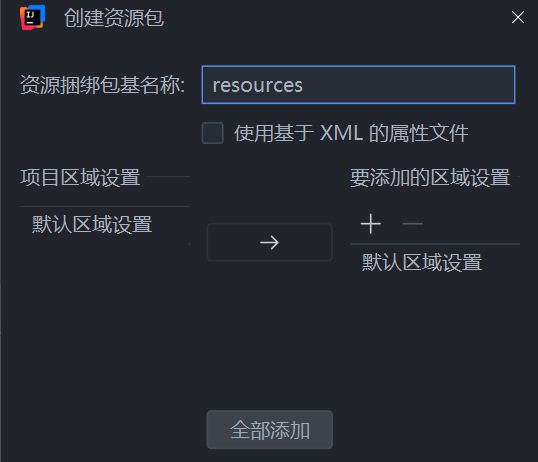 创建资源包
资源捆绑包基名称: resources
使用基于 XML 的属性文件
项目区域设置
要添加的区域设置
默认区域设置
默认区域设置
全部添加